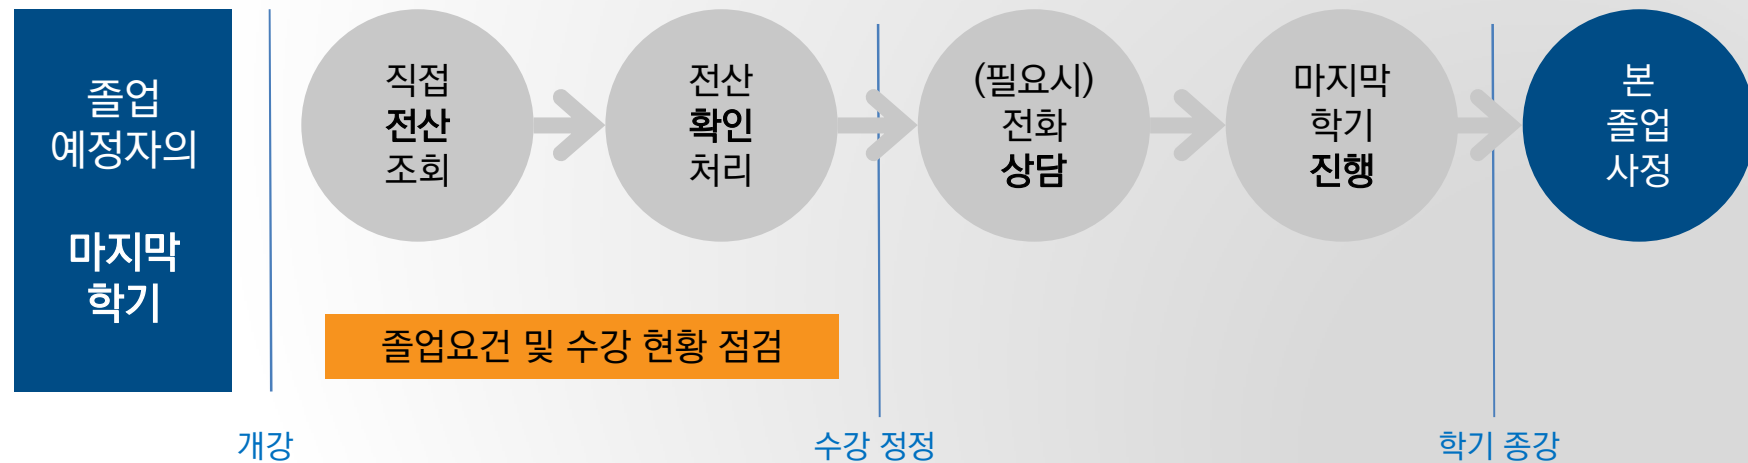 졸업
예정자의
마지막
학기
직접
전산
조회
전산
확인
처리
(필요시)
전화
상담
마지막
학기
진행
본
졸업
사정
졸업요건 및 수강 현황 점검
개강
수강 정정
학기 종강